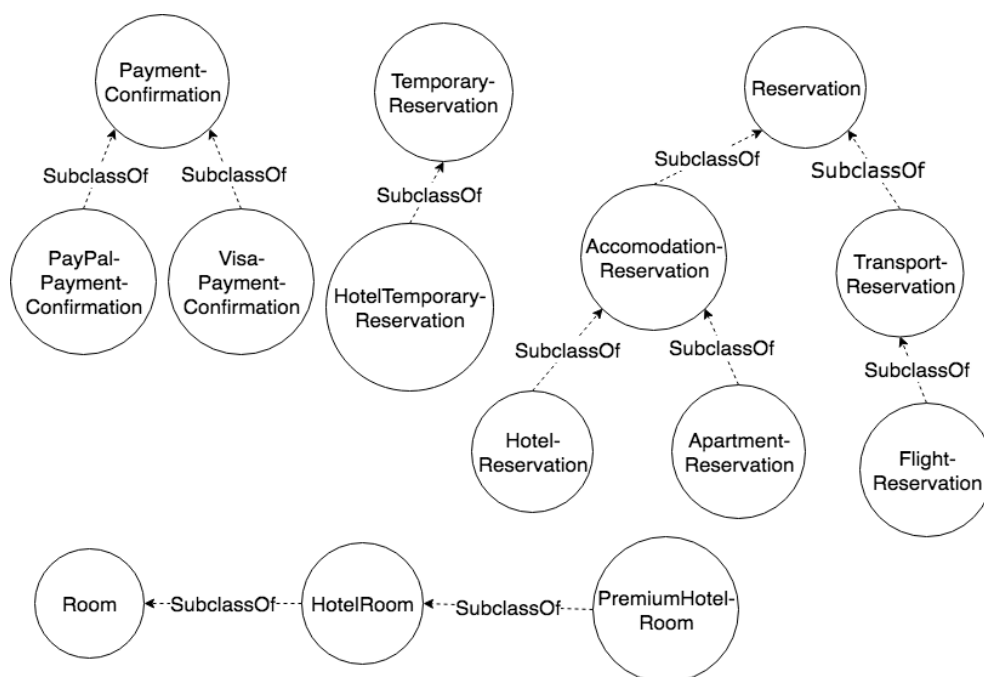 Payment-
Confirmation
Temporary-
Reservation
Reservation
SubclassOf
SubclassOf
SubclassOf
SubclassOf
SubclassOf
PayPal-
Payment-
Confirmation
Visa-
Payment-
Confirmation
HotelTemporary-
Reservation
Accomodation-
Reservation
Transport-
Reservation
SubclassOf
SubclassOf
SubclassOf
Hotel-
Reservation
Apartment-
Reservation
Flight-
Reservation
Room
SubclassOf
HotelRoom
SubclassOf
PremiumHotel-
Room